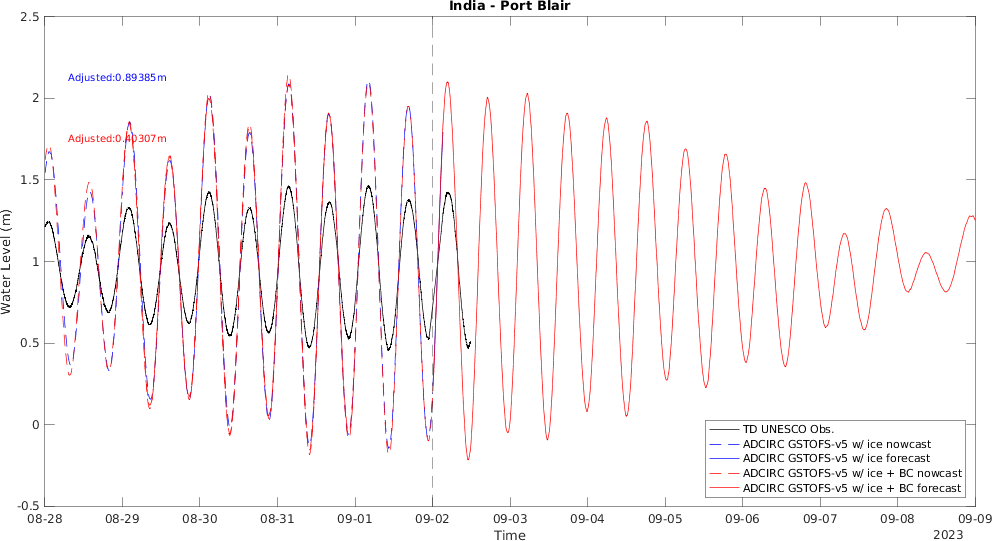 India - Port Blair
2.5
2
1.5
1
0.5
0
-0.5
Water Level (m)
Adjusted:0.89385m
Adjusted:0.40307m
TD UNESCO Obs.
ADCIRC GSTOFS-v5 w/ ice nowcast
ADCIRC GSTOFS-v5 w/ ice forecast
ADCIRC GSTOFS-v5 w/ ice + BC nowcast
ADCIRC GSTOFS-v5 w/ ice + BC forecast
08-28 08-29 08-30 08-31 09-01 09-02 09-03 09-04 09-05 09-06 09-07 09-08 09-09
Time
2023